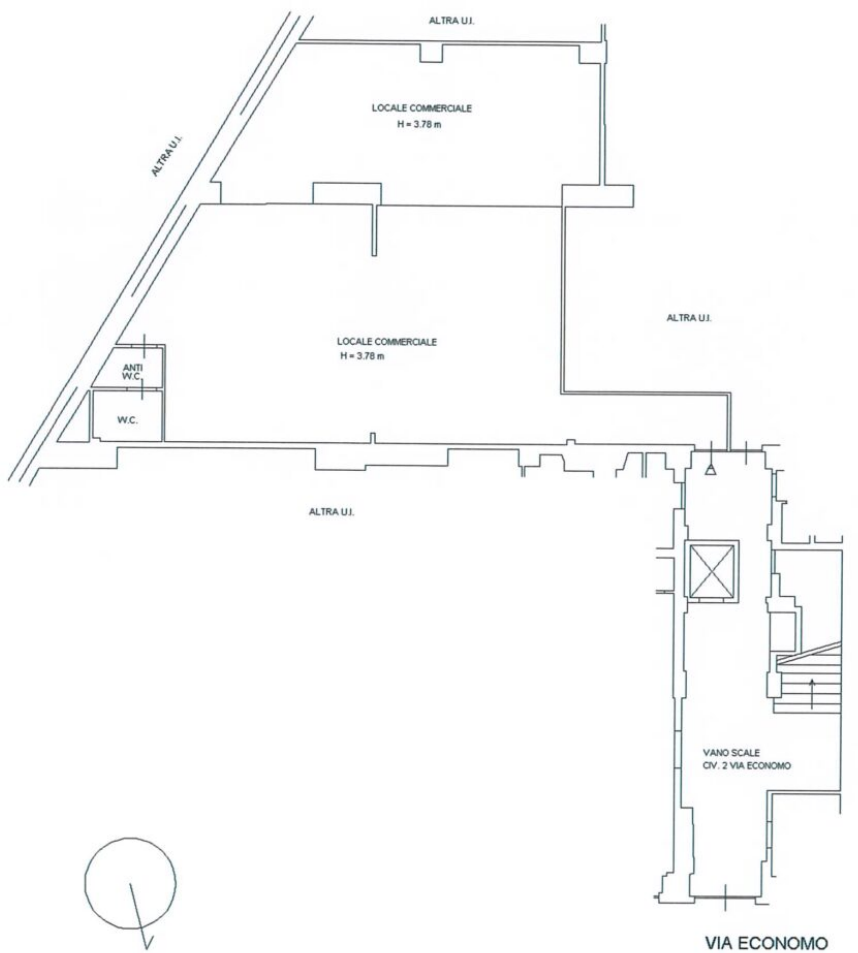 ALTRA U.I.
LOCALE COMMERCIALE
H = 3.78 m
ALTRA U.I.
ALTRA U.I.
LOCALE COMMERCIALE
H = 3.78 m
ANTI
W.C.
W.C.
ALTRA U.I.
VANO SCALE
CIV. 2 VIA ECONOMO
VIA ECONOMO